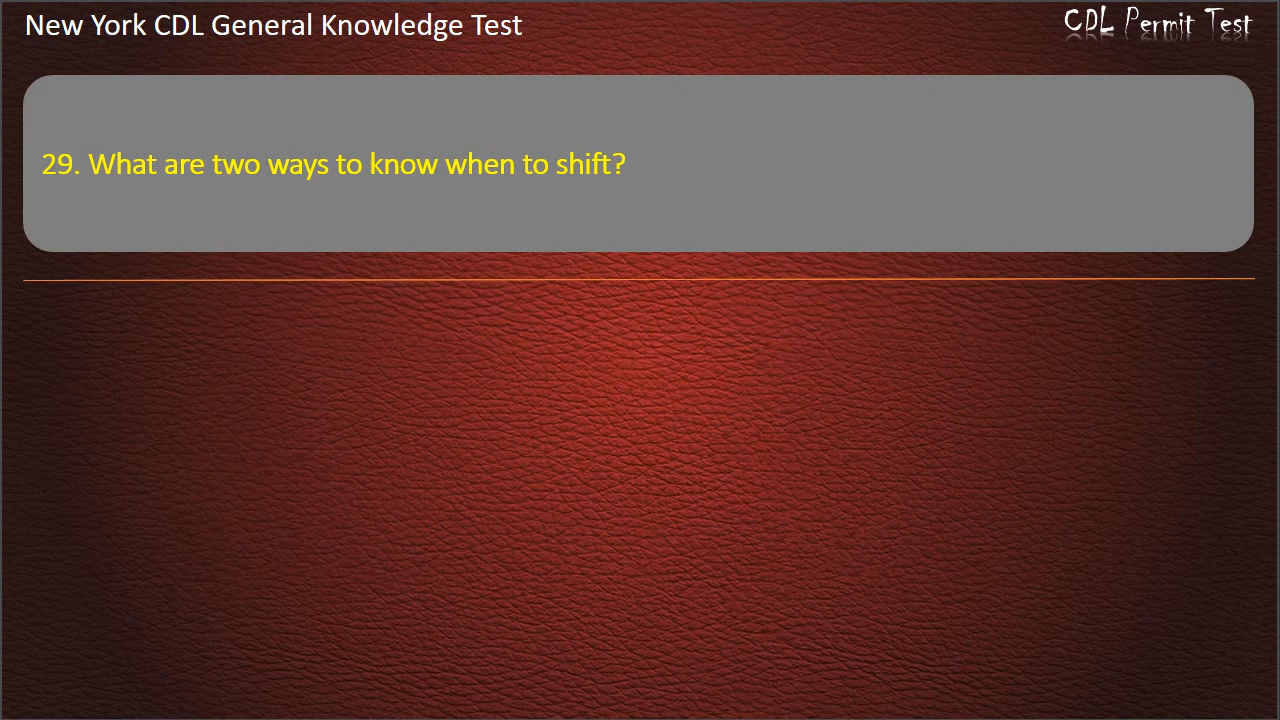 New York CDL General Knowledge Test
CDL Permit Test
29. What are two ways to know when to shift?